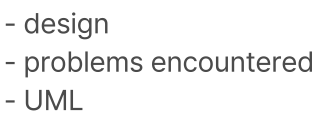 - design
- problems encountered
- UML